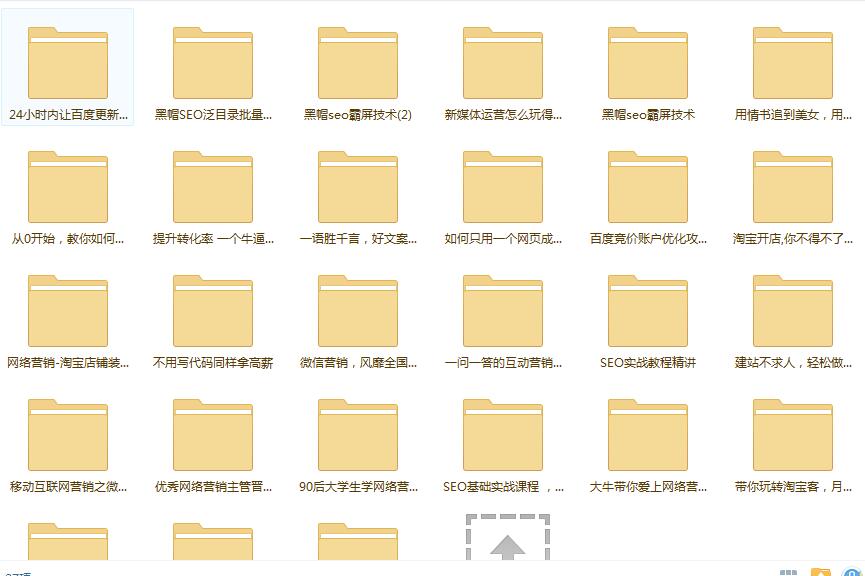 24小时内让百度更新...
黑帽SEO泛目录批量...
黑帽seo霸屏技术(2)
新媒体运营怎么玩得...
黑帽seo霸屏技术
用情书追到美女，用...
从0开始，教你如何...
提升转化率 一个牛逼...
一语胜千言，好文案...
如何只用一个网页成...
百度竞价账户优化攻...
淘宝开店,你不得不了...
网络营销-淘宝店铺装...
不用写代码同样拿高薪
微信营销，风靡全国...
一问一答的互动营销...
SEO实战教程精讲
建站不求人，轻松做...
移动互联网营销之微...
优秀网络营销主管晋...
90后大学生学网络营...
SEO基础实战课程 ，...
大牛带你爱上网络营...
带你玩转淘宝客，月...